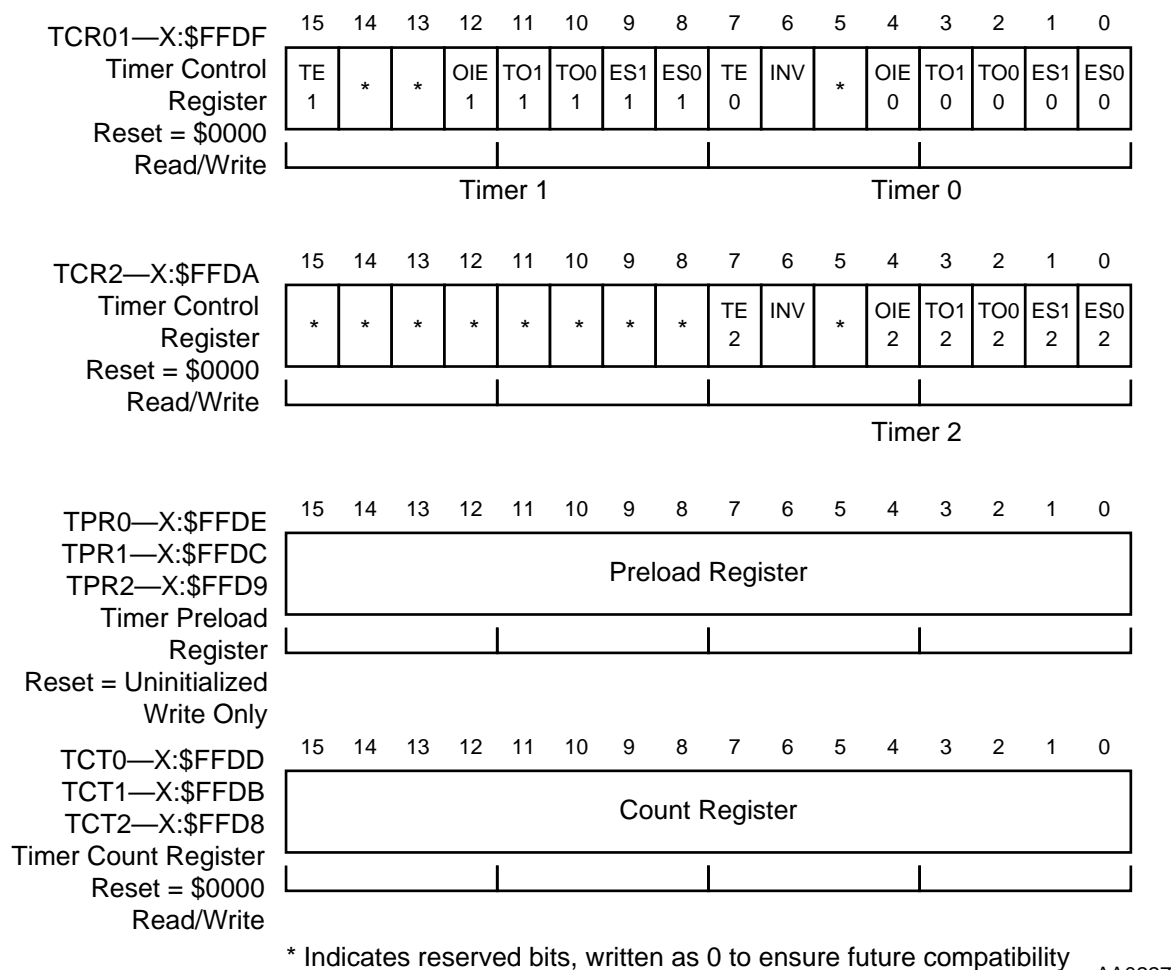 TCR01—X:$FFDF
Timer Control
Register
Reset = $0000
Read/Write
15 14 13 12 11 10 9 8 7 6 5 4 3 2 1 0
TE 1 * * OIE 1 TO1 1 TO0 1 ES1 1 ES0 1 TE 0 INV * OIE 0 TO1 0 TO0 0 ES1 0 ES0 0
Timer 1 Timer 0
TCR2—X:$FFDA
Timer Control
Register
Reset = $0000
Read/Write
15 14 13 12 11 10 9 8 7 6 5 4 3 2 1 0
* * * * * * * * TE 2 INV * OIE 2 TO1 2 TO0 2 ES1 2 ES0 2
Timer 2
TPR0—X:$FFDE
TPR1—X:$FFDC
TPR2—X:$FFD9
Timer Preload
Register
Reset = Uninitialized
Write Only
15 14 13 12 11 10 9 8 7 6 5 4 3 2 1 0
Preload Register
TCT0—X:$FFDD
TCT1—X:$FFDB
TCT2—X:$FFD8
Timer Count Register
Reset = $0000
Read/Write
15 14 13 12 11 10 9 8 7 6 5 4 3 2 1 0
Count Register
* Indicates reserved bits, written as 0 to ensure future compatibility